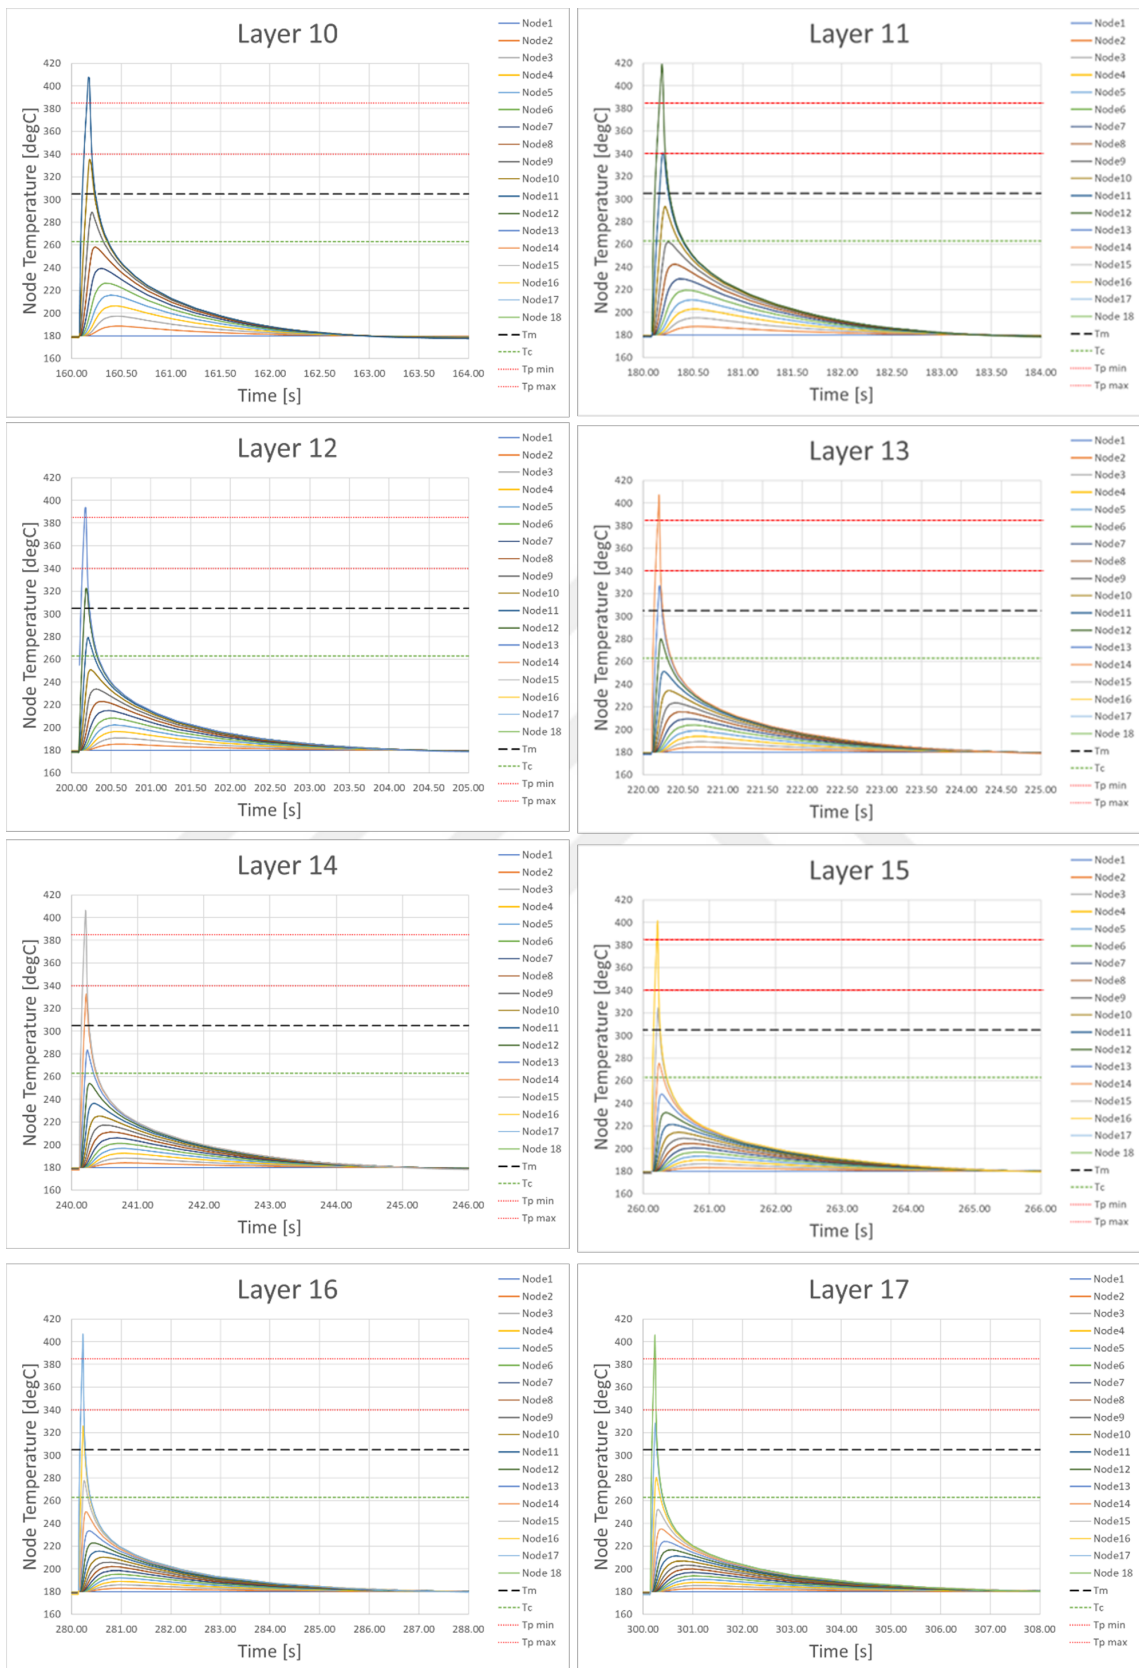 Layer 10
Node Temperature [degC]
420
400
380
360
340
320
300
280
260
240
220
200
180
160
160.00 160.50 161.00 161.50 162.00 162.50 163.00 163.50 164.00
Time [s]
Node1
Node2
Node3
Node4
Node5
Node6
Node7
Node8
Node9
Node10
Node11
Node12
Node13
Node14
Node15
Node16
Node17
Node 18
Tm
Tc
Tp min
Tp max
Layer 11
Node Temperature [degC]
420
400
380
360
340
320
300
280
260
240
220
200
180
160
180.00 180.50 181.00 181.50 182.00 182.50 183.00 183.50 184.00
Time [s]
Node1
Node2
Node3
Node4
Node5
Node6
Node7
Node8
Node9
Node10
Node11
Node12
Node13
Node14
Node15
Node16
Node17
Node 18
Tm
Tc
Tp min
Tp max
Layer 12
Node Temperature [degC]
420
400
380
360
340
320
300
280
260
240
220
200
180
160
200.00 200.50 201.00 201.50 202.00 202.50 203.00 203.50 204.00 204.50 205.00
Time [s]
Node1
Node2
Node3
Node4
Node5
Node6
Node7
Node8
Node9
Node10
Node11
Node12
Node13
Node14
Node15
Node16
Node17
Node 18
Tm
Tc
Tp min
Tp max
Layer 13
Node Temperature [degC]
420
400
380
360
340
320
300
280
260
240
220
200
180
160
220.00 220.50 221.00 221.50 222.00 222.50 223.00 223.50 224.00 224.50 225.00
Time [s]
Node1
Node2
Node3
Node4
Node5
Node6
Node7
Node8
Node9
Node10
Node11
Node12
Node13
Node14
Node15
Node16
Node17
Node 18
Tm
Tc
Tp min
Tp max
Layer 14
Node Temperature [degC]
420
400
380
360
340
320
300
280
260
240
220
200
180
160
240.00 241.00 242.00 243.00 244.00 245.00 246.00
Time [s]
Node1
Node2
Node3
Node4
Node5
Node6
Node7
Node8
Node9
Node10
Node11
Node12
Node13
Node14
Node15
Node16
Node17
Node 18
Tm
Tc
Tp min
Tp max
Layer 15
Node Temperature [degC]
420
400
380
360
340
320
300
280
260
240
220
200
180
160
260.00 261.00 262.00 263.00 264.00 265.00 266.00
Time [s]
Node1
Node2
Node3
Node4
Node5
Node6
Node7
Node8
Node9
Node10
Node11
Node12
Node13
Node14
Node15
Node16
Node17
Node 18
Tm
Tc
Tp min
Tp max
Layer 16
Node Temperature [degC]
420
400
380
360
340
320
300
280
260
240
220
200
180
160
280.00 281.00 282.00 283.00 284.00 285.00 286.00 287.00 288.00
Time [s]
Node1
Node2
Node3
Node4
Node5
Node6
Node7
Node8
Node9
Node10
Node11
Node12
Node13
Node14
Node15
Node16
Node17
Node 18
Tm
Tc
Tp min
Tp max
Layer 17
Node Temperature [degC]
420
400
380
360
340
320
300
280
260
240
220
200
180
160
300.00 301.00 302.00 303.00 304.00 305.00 306.00 307.00 308.00
Time [s]
Node1
Node2
Node3
Node4
Node5
Node6
Node7
Node8
Node9
Node10
Node11
Node12
Node13
Node14
Node15
Node16
Node17
Node 18
Tm
Tc
Tp min
Tp max